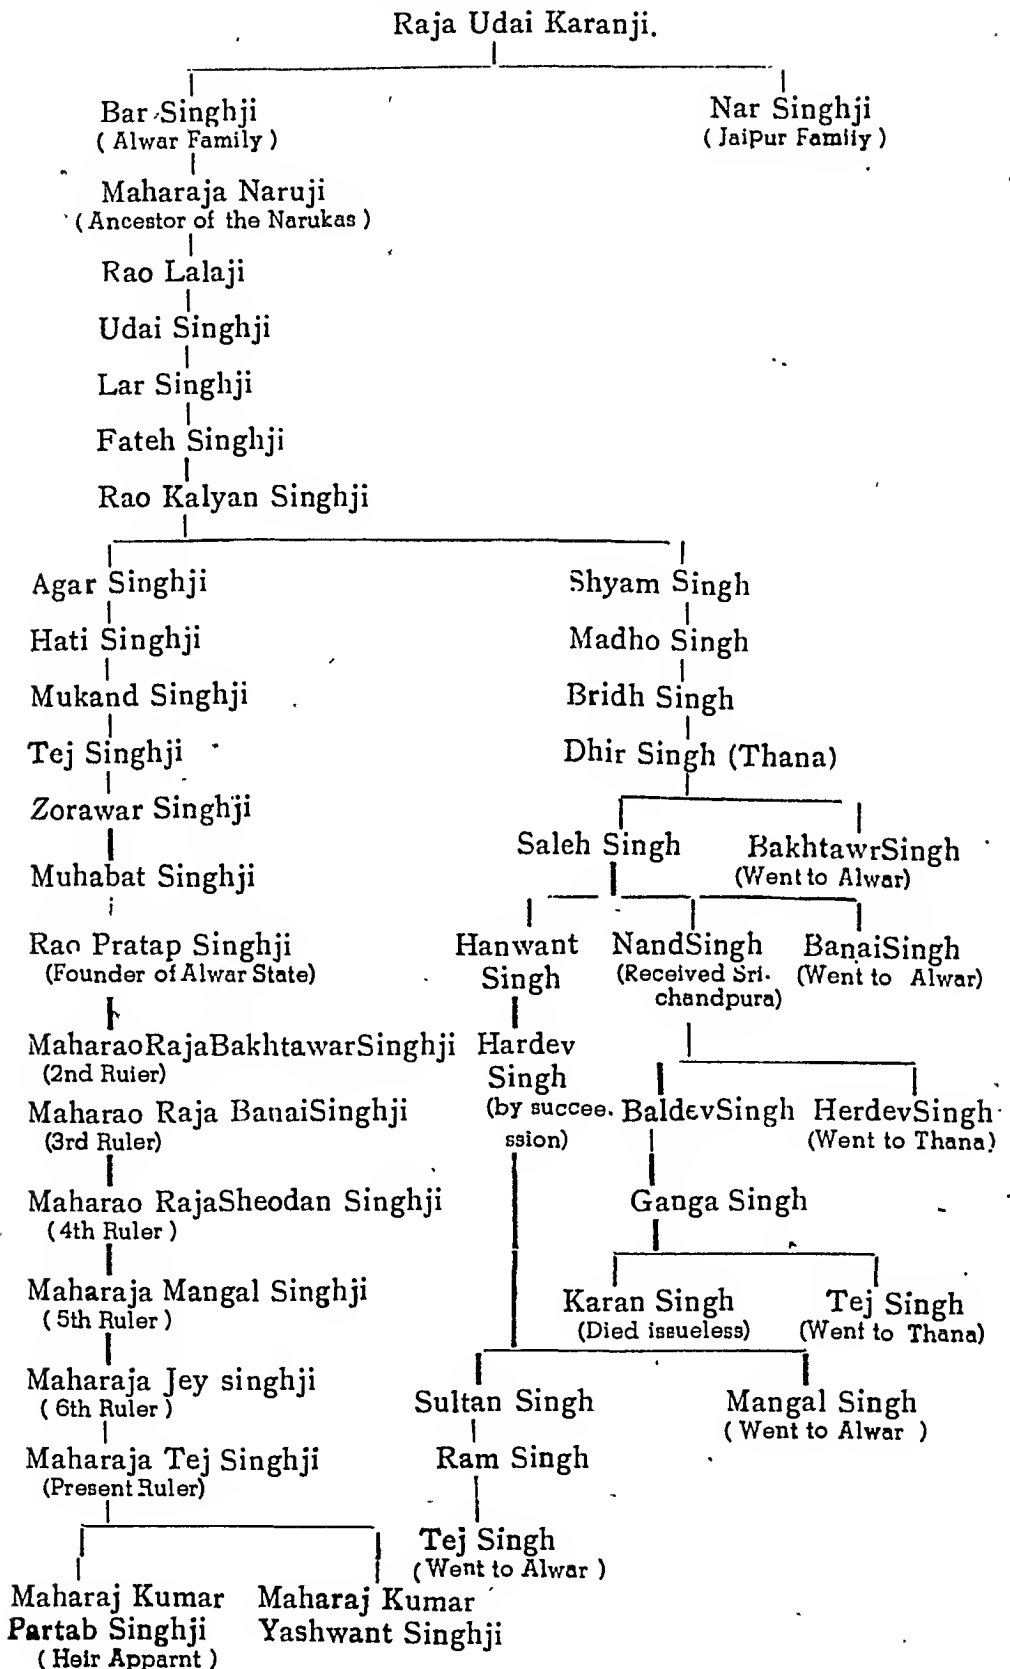 Raja Udai Karanji.
Bar Singhji
( Alwar Family )
Nar Singhji
( Jaipur Family )
Maharaja Naruji
( Ancestor of the Narukas )
Rao Lalaji
Udai Singhji
Lar Singhji
Fateh Singhji
Rao Kalyan Singhji
Agar Singhji
Shyam Singh
Hati Singhji
Madho Singh
Mukand Singhji
Bridh Singh
Tej Singhji
Dhir Singh (Thana)
Zorawar Singhji
Saleh Singh
BakhtawrSingh
(Went to Alwar)
Muhabat Singhji
Rao Pratap Singhji
(Founder of Alwar State)
Hanwant
Singh
NandSingh
(Received Sri-
chandpura)
BanaiSingh
(Went to Alwar)
MaharaoRajaBakhtawarSinghji
(2nd Ruler)
Hardev
Singh
(by succee-
ssion)
Maharao Raja BanaiSinghji
(3rd Ruler)
BaldevSingh
HerdevSingh
(Went to Thana)
Maharao RajaSheodan Singhji
( 4th Ruler )
Ganga Singh
Maharaja Mangal Singhji
( 5th Ruler )
Karan Singh
(Died issueless)
Tej Singh
(Went to Thana)
Maharaja Jey singhji
( 6th Ruler )
Sultan Singh
Mangal Singh
( Went to Alwar )
Maharaja Tej Singhji
(Present Ruler)
Ram Singh
Tej Singh
( Went to Alwar )
Maharaj Kumar
Partab Singhji
( Heir Apparnt )
Maharaj Kumar
Yashwant Singhji